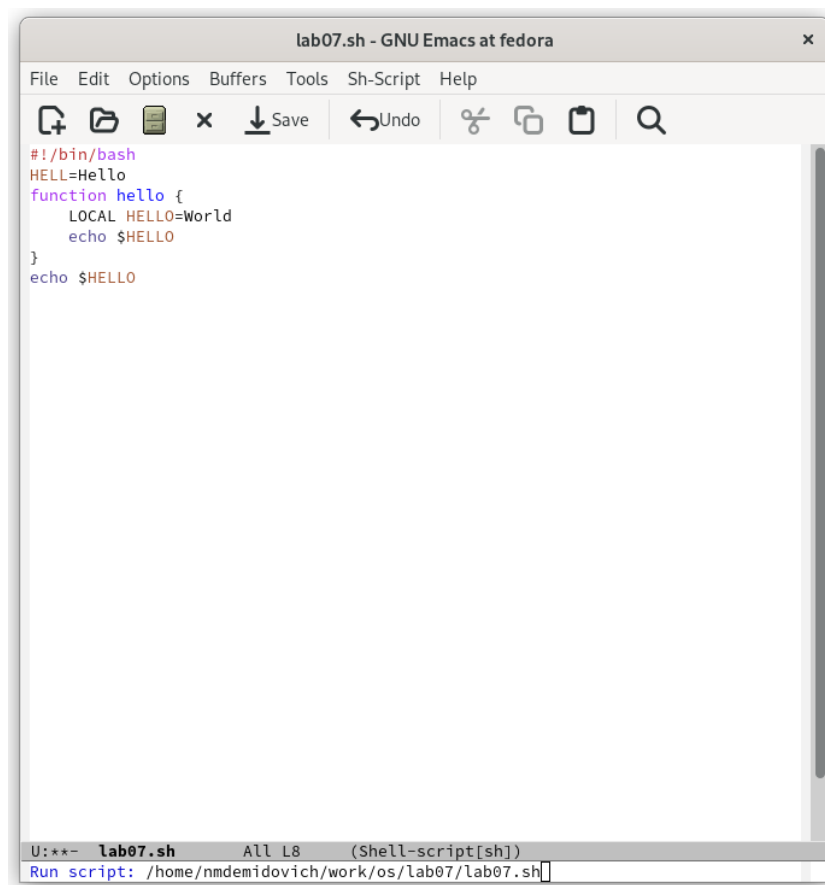 lab07.sh - GNU Emacs at fedora ×
File Edit Options Buffers Tools Sh-Script Help
Save Undo
#!/bin/bash
HELL=Hello
function hello {
    LOCAL HELLO=World
    echo $HELLO
}
echo $HELLO
U:**-  lab07.sh       All L8     (Shell-script[sh])
Run script: /home/nmdemidovich/work/os/lab07/lab07.sh